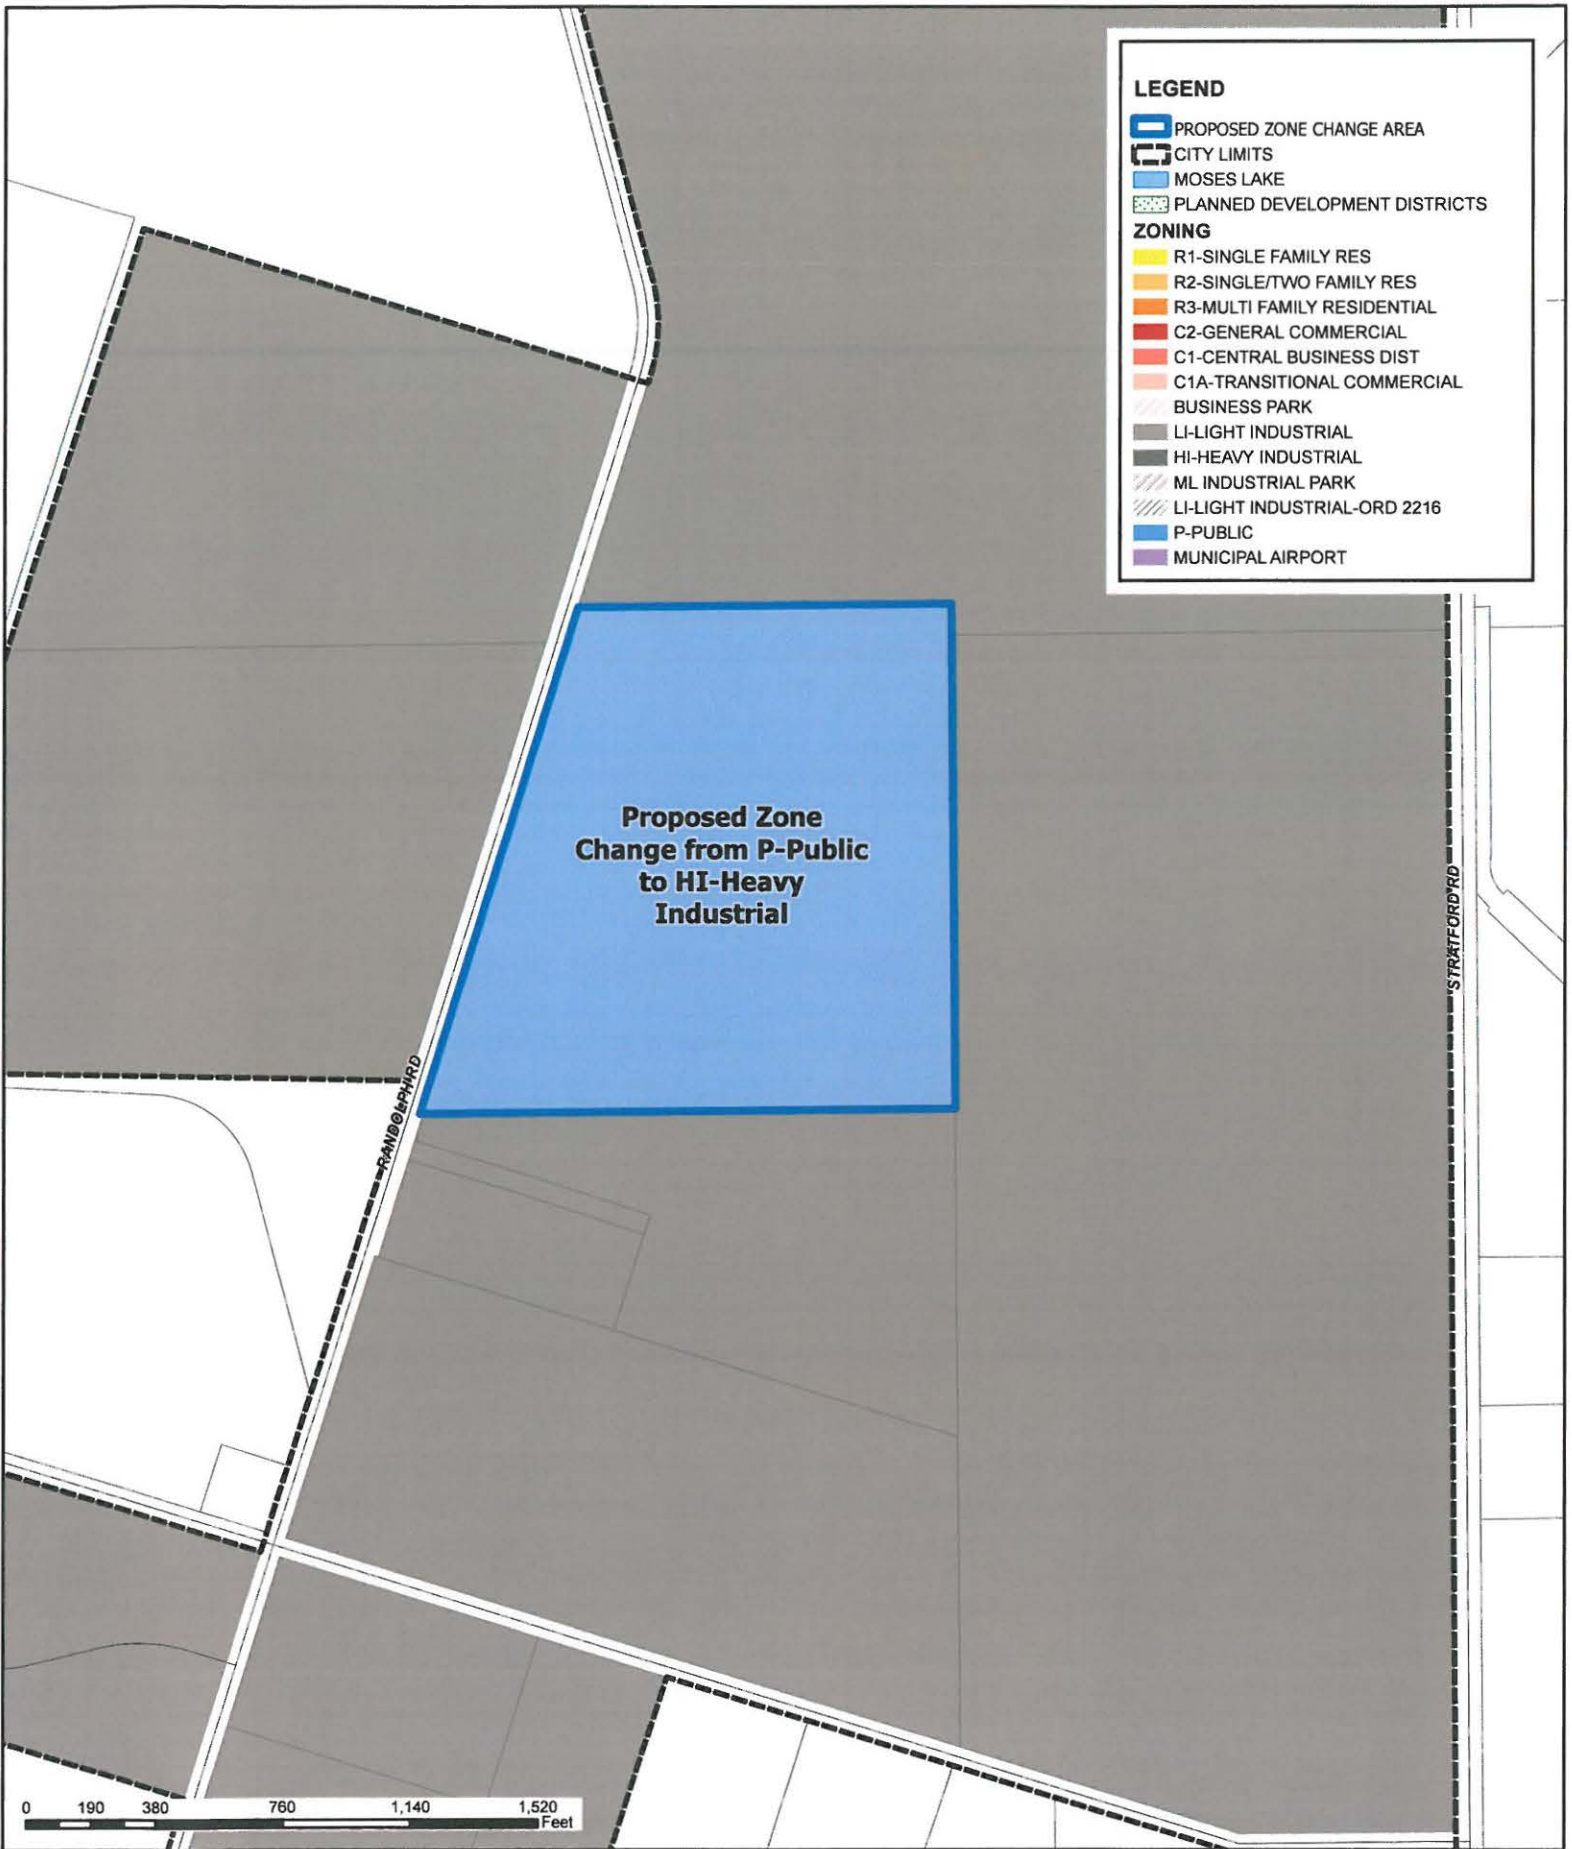 LEGEND
PROPOSED ZONE CHANGE AREA
CITY LIMITS
MOSES LAKE
PLANNED DEVELOPMENT DISTRICTS
ZONING
R1-SINGLE FAMILY RES
R2-SINGLE/TWO FAMILY RES
R3-MULTI FAMILY RESIDENTIAL
C2-GENERAL COMMERCIAL
C1-CENTRAL BUSINESS DIST
C1A-TRANSITIONAL COMMERCIAL
BUSINESS PARK
LI-LIGHT INDUSTRIAL
HI-HEAVY INDUSTRIAL
ML INDUSTRIAL PARK
LI-LIGHT INDUSTRIAL-ORD 2216
P-PUBLIC
MUNICIPAL AIRPORT
Proposed Zone
Change from P-Public
to HI-Heavy
Industrial
STRATFORD RD
RANDOLPH RD
0 190 380 760 1,140 1,520
Feet